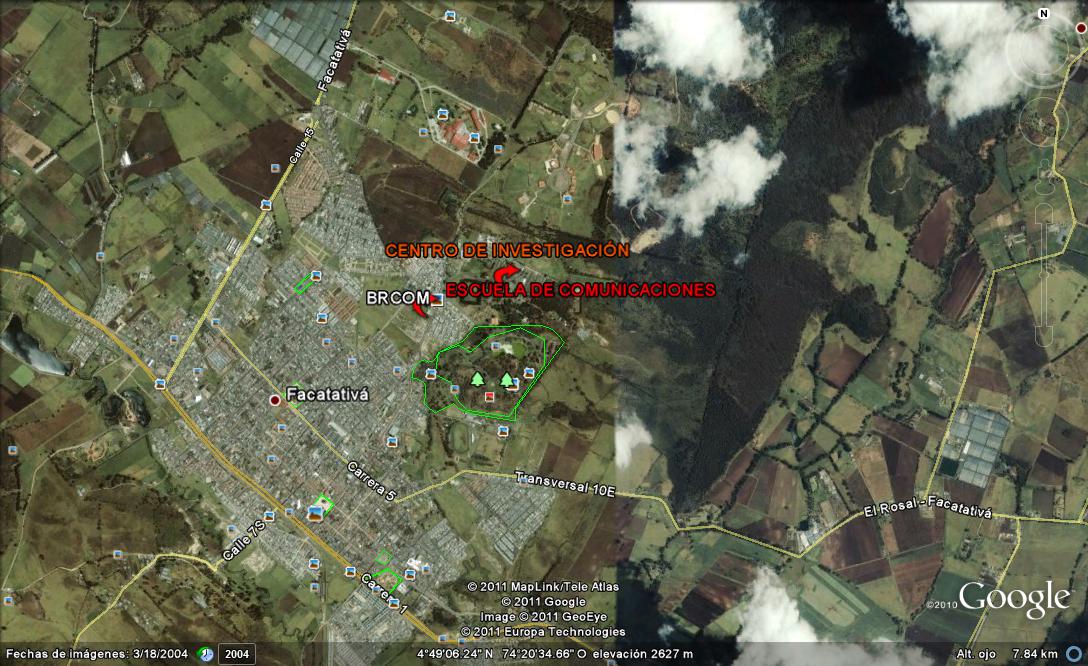 N
Facatativá
Calle 15
CENTRO DE INVESTIGACIÓN
ESCUELA DE COMUNICACIONES
BRCOM
Facatativá
Carrera 5
Transversal 10E
El Rosal - Facatativá
Calle 7S
Carrera 1
© 2011 MapLink/Tele Atlas
© 2011 Google
Image © 2011 GeoEye
© 2011 Europa Technologies
©2010 Google
Fechas de imágenes: 3/18/2004 2004 4°49'06.24" N 74°20'34.66" O elevación 2627 m Alt. ojo 7.84 km